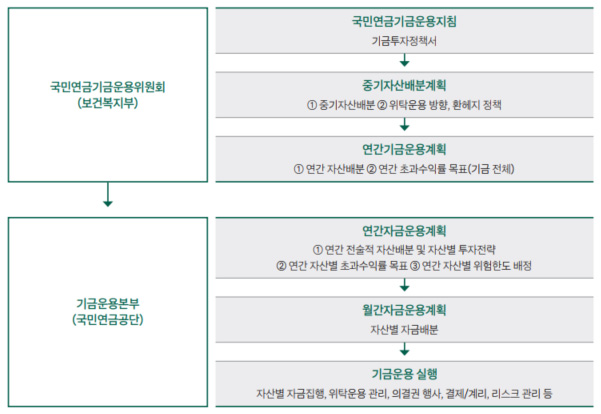 국민연금기금운용위원회
(보건복지부)
국민연금기금운용지침
기금투자정책서
중기자산배분계획
① 중기자산배분 ② 위탁운용 방향, 환헤지 정책
연간기금운용계획
① 연간 자산배분 ② 연간 초과수익률 목표(기금 전체)
기금운용본부
(국민연금공단)
연간자금운용계획
① 연간 전술적 자산배분 및 자산별 투자전략
② 연간 자산별 초과수익률 목표 ③ 연간 자산별 위험한도 배정
월간자금운용계획
자산별 자금배분
기금운용 실행
자산별 자금집행, 위탁운용 관리, 의결권 행사, 결제/계리, 리스크 관리 등